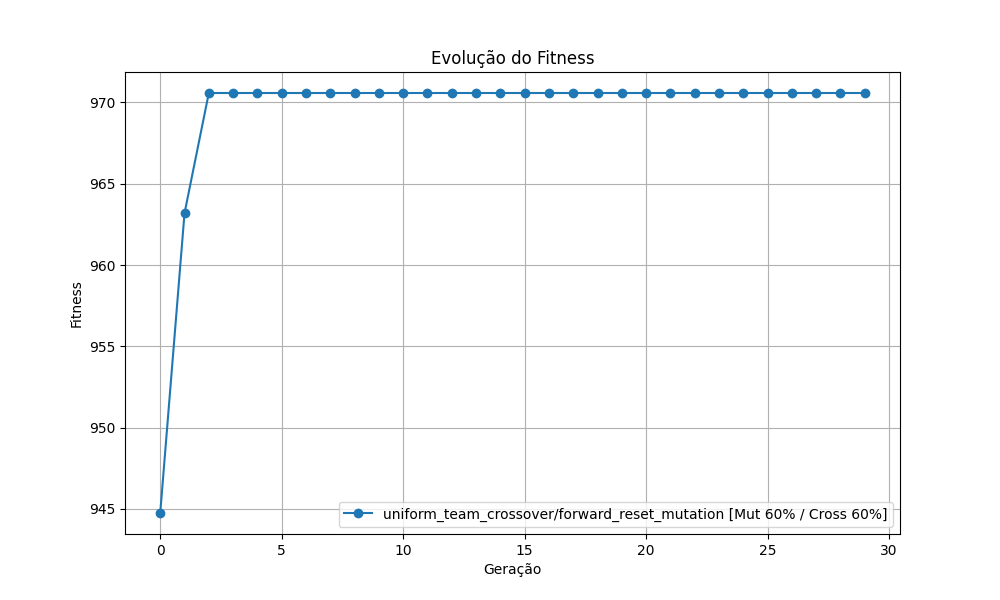 Evolução do Fitness
Fitness
970
965
960
955
950
945
uniform_team_crossover/forward_reset_mutation [Mut 60% / Cross 60%]
0 5 10 15 20 25 30
Geração